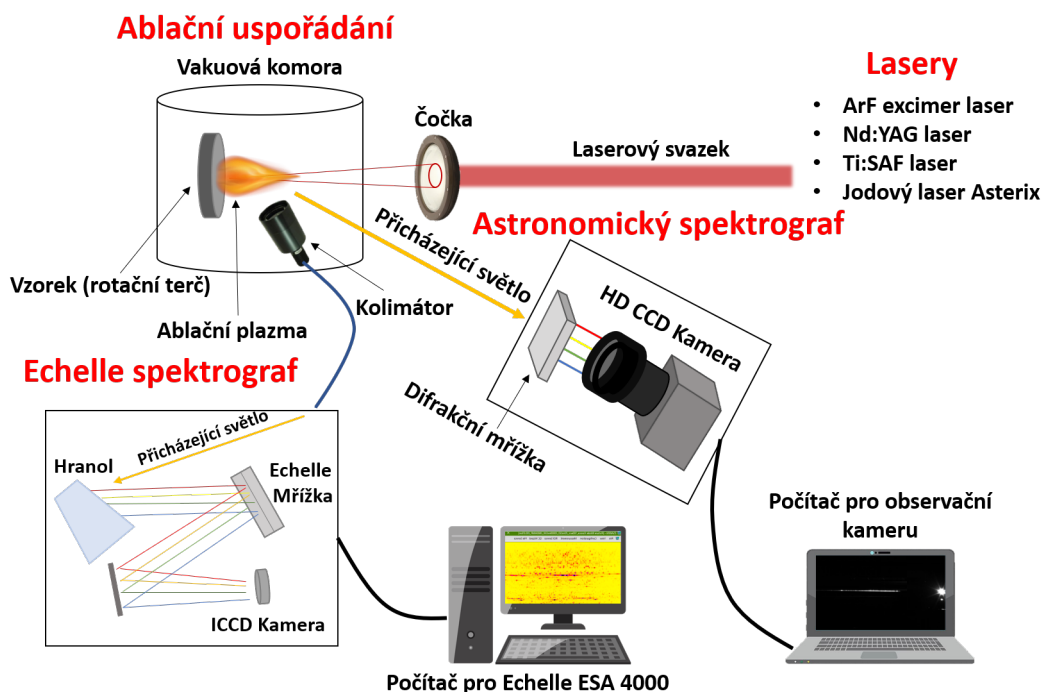 Ablační uspořádání
Vakuová komora
Lasery
• ArF excimer laser
• Nd:YAG laser
• Ti:SAF laser
• Jodový laser Asterix
Čočka
Laserový svazek
Astronomický spektrograf
Přicházející světlo
Vzorek (rotační terč)
Ablační plazma
Kolimátor
HD CCD Kamera
Difrakční mřížka
Echelle spektrograf
Přicházející světlo
Hranol
Echelle
Mřížka
ICCD Kamera
Počítač pro observační
kameru
Počítač pro Echelle ESA 4000